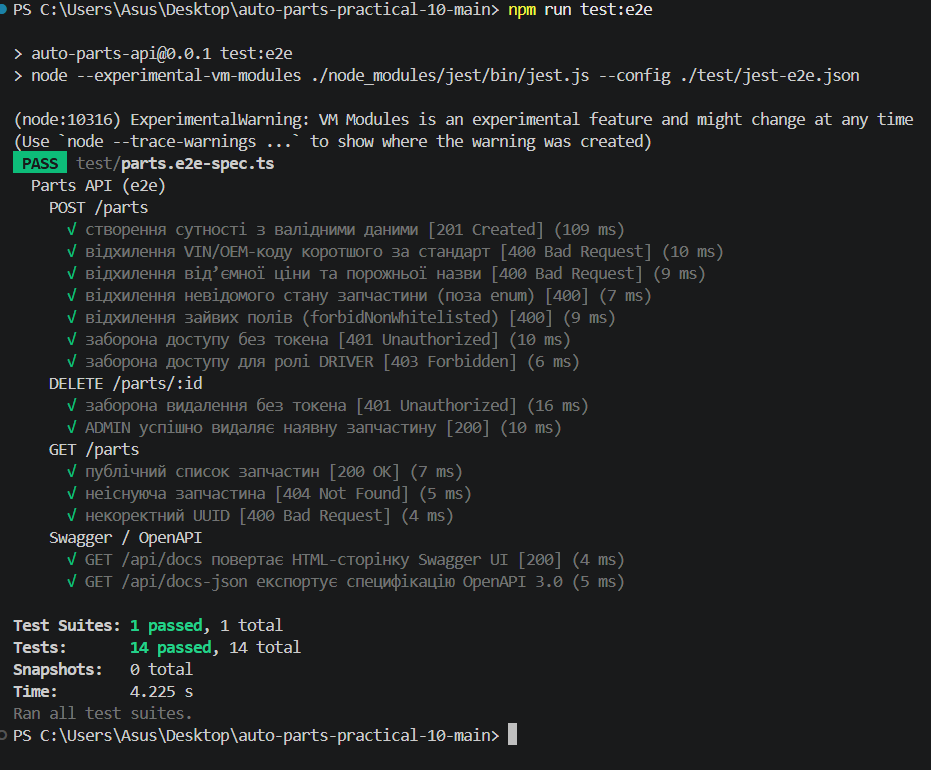 PS C:\Users\Asus\Desktop\auto-parts-practical-10-main> npm run test:e2e
> auto-parts-api@0.0.1 test:e2e
> node --experimental-vm-modules ./node_modules/jest/bin/jest.js --config ./test/jest-e2e.json
(node:10316) ExperimentalWarning: VM Modules is an experimental feature and might change at any time
(Use `node --trace-warnings ...` to show where the warning was created)
PASS test/parts.e2e-spec.ts
Parts API (e2e)
POST /parts
√ створення сутності з валідними даними [201 Created] (109 ms)
√ відхилення VIN/OEM-коду коротшого за стандарт [400 Bad Request] (10 ms)
√ відхилення від’ємної ціни та порожньої назви [400 Bad Request] (9 ms)
√ відхилення невідомого стану запчастини (поза enum) [400] (7 ms)
√ відхилення зайвих полів (forbidNonWhitelisted) [400] (9 ms)
√ заборона доступу без токена [401 Unauthorized] (10 ms)
√ заборона доступу для ролі DRIVER [403 Forbidden] (6 ms)
DELETE /parts/:id
√ заборона видалення без токена [401 Unauthorized] (16 ms)
√ ADMIN успішно видаляє наявну запчастину [200] (10 ms)
GET /parts
√ публічний список запчастин [200 OK] (7 ms)
√ неіснуюча запчастина [404 Not Found] (5 ms)
√ некоректний UUID [400 Bad Request] (4 ms)
Swagger / OpenAPI
√ GET /api/docs повертає HTML-сторінку Swagger UI [200] (4 ms)
√ GET /api/docs-json експортує специфікацію OpenAPI 3.0 (5 ms)
Test Suites: 1 passed, 1 total
Tests: 14 passed, 14 total
Snapshots: 0 total
Time: 4.225 s
Ran all test suites.
PS C:\Users\Asus\Desktop\auto-parts-practical-10-main>